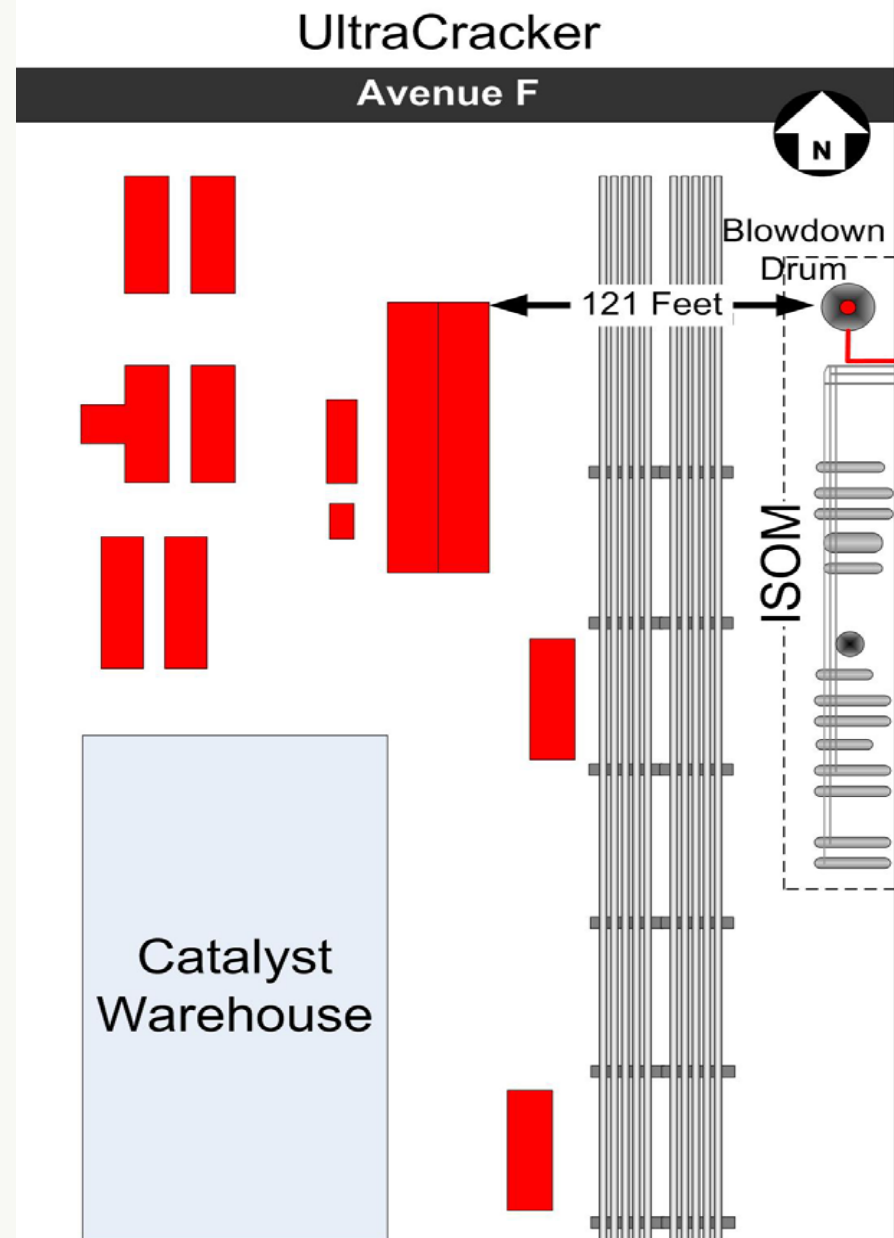 UltraCracker
Avenue F
N
Blowdown
Drum
121 Feet
ISOM
Catalyst
Warehouse